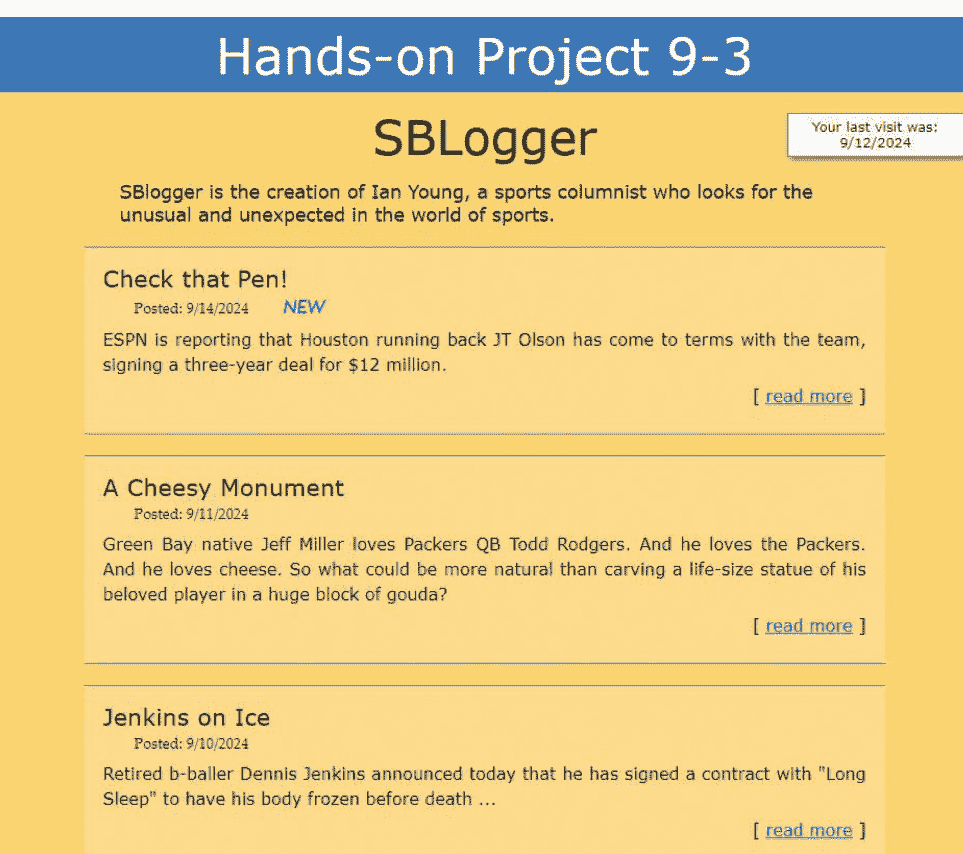 Hands-on Project 9-3
SBLogger
Your last visit was:
9/12/2024
SBlogger is the creation of Ian Young, a sports columnist who looks for the
unusual and unexpected in the world of sports.
Check that Pen!
Posted: 9/14/2024 NEW
ESPN is reporting that Houston running back JT Olson has come to terms with the team,
signing a three-year deal for $12 million.
[ read more ]
A Cheesy Monument
Posted: 9/11/2024
Green Bay native Jeff Miller loves Packers QB Todd Rodgers. And he loves the Packers.
And he loves cheese. So what could be more natural than carving a life-size statue of his
beloved player in a huge block of gouda?
[ read more ]
Jenkins on Ice
Posted: 9/10/2024
Retired b-baller Dennis Jenkins announced today that he has signed a contract with "Long
Sleep" to have his body frozen before death ...
[ read more ]